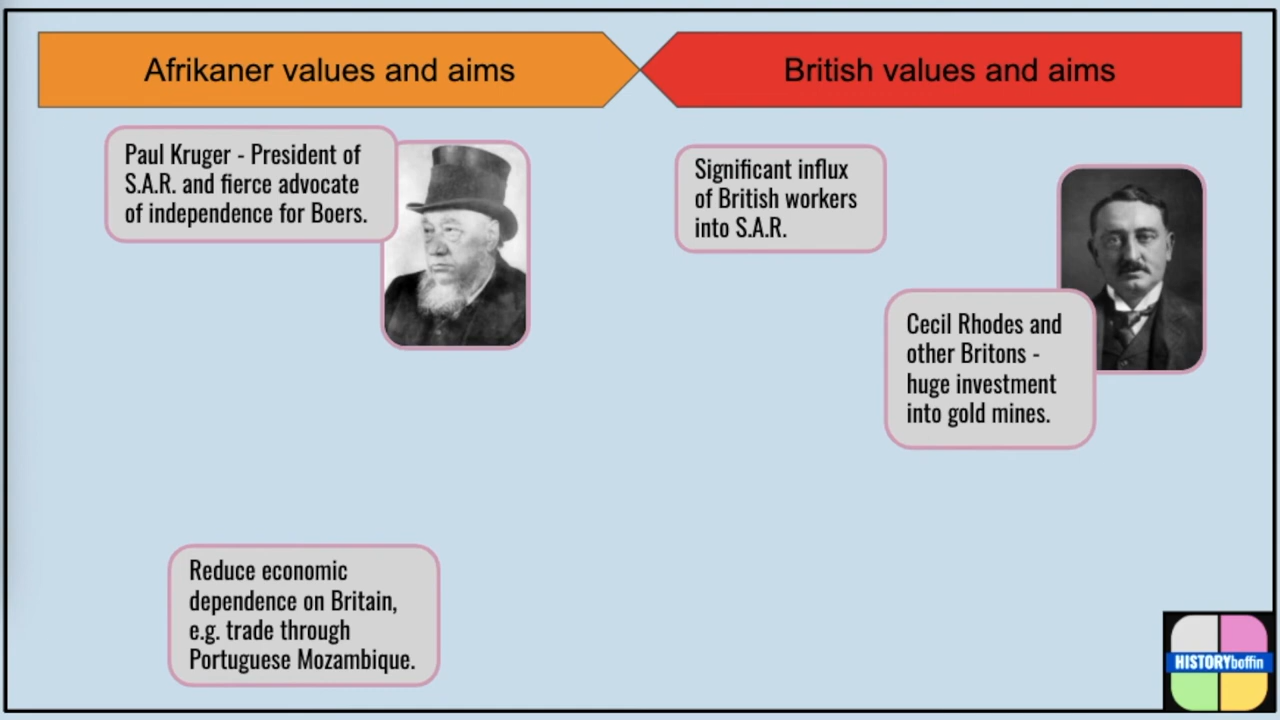 Afrikaner values and aims
British values and aims
Paul Kruger - President of
S.A.R. and fierce advocate
of independence for Boers.
Significant influx
of British workers
into S.A.R.
Cecil Rhodes and
other Britons -
huge investment
into gold mines.
Reduce economic
dependence on Britain,
e.g. trade through
Portuguese Mozambique.
HISTORYboffin